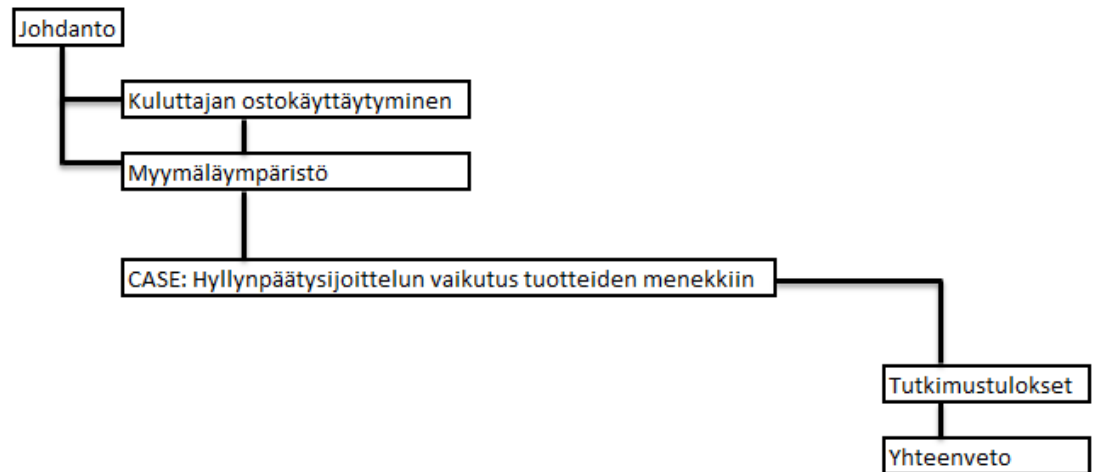 Johdanto
Kuluttajan ostokäyttäytyminen
Myymäläympäristö
CASE: Hyllynpäätysijoittelun vaikutus tuotteiden menekkiin
Tutkimustulokset
Yhteenveto